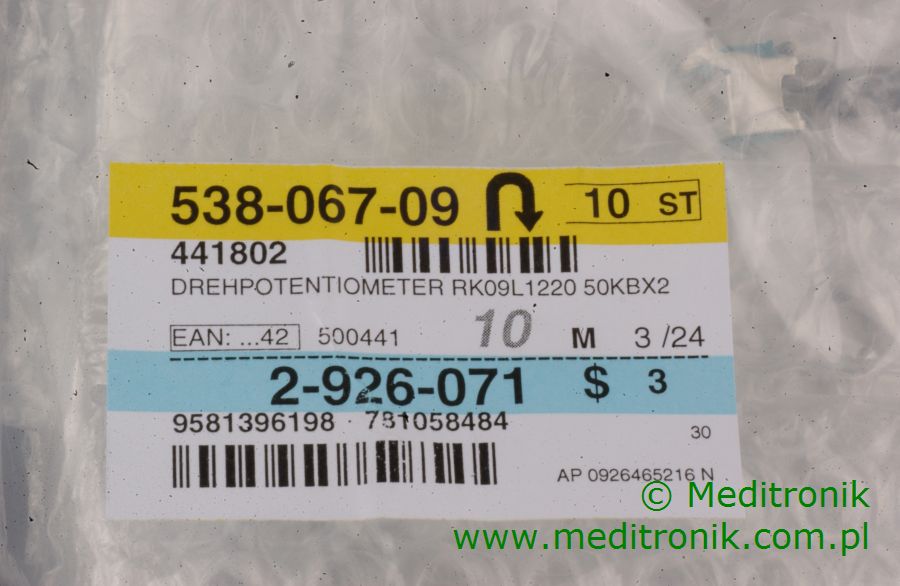 538-067-09 10 ST
441802
DREHPOTENTIOMETER RK09L1220 50KBX2
EAN: ...42 500441 10 M 3 /24
2-926-071 $ 3
9581396198 · 781058484
30
AP 0926465216 N
© Meditronik
www.meditronik.com.pl